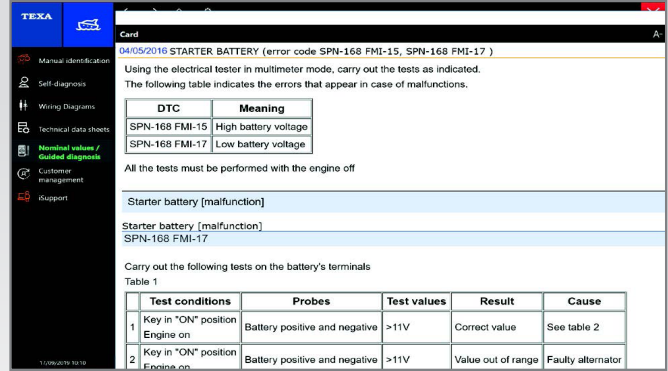 TEXA
Manual identification
Self-diagnosis
Wiring Diagrams
Technical data sheets
Nominal values /
Guided diagnosis
Customer
management
iSupport
17/09/2019 10:10
Card A-
04/05/2016 STARTER BATTERY (error code SPN-168 FMI-15, SPN-168 FMI-17 )
Using the electrical tester in multimeter mode, carry out the tests as indicated.
The following table indicates the errors that appear in case of malfunctions.
DTC Meaning
SPN-168 FMI-15 High battery voltage
SPN-168 FMI-17 Low battery voltage
All the tests must be performed with the engine off
Starter battery [malfunction]
Starter battery [malfunction]
SPN-168 FMI-17
Carry out the following tests on the battery's terminals
Table 1
Test conditions Probes Test values Result Cause
1 Key in "ON" position Engine on Battery positive and negative >11V Correct value See table 2
2 Key in "ON" position Engine on Battery positive and negative >11V Value out of range Faulty alternator